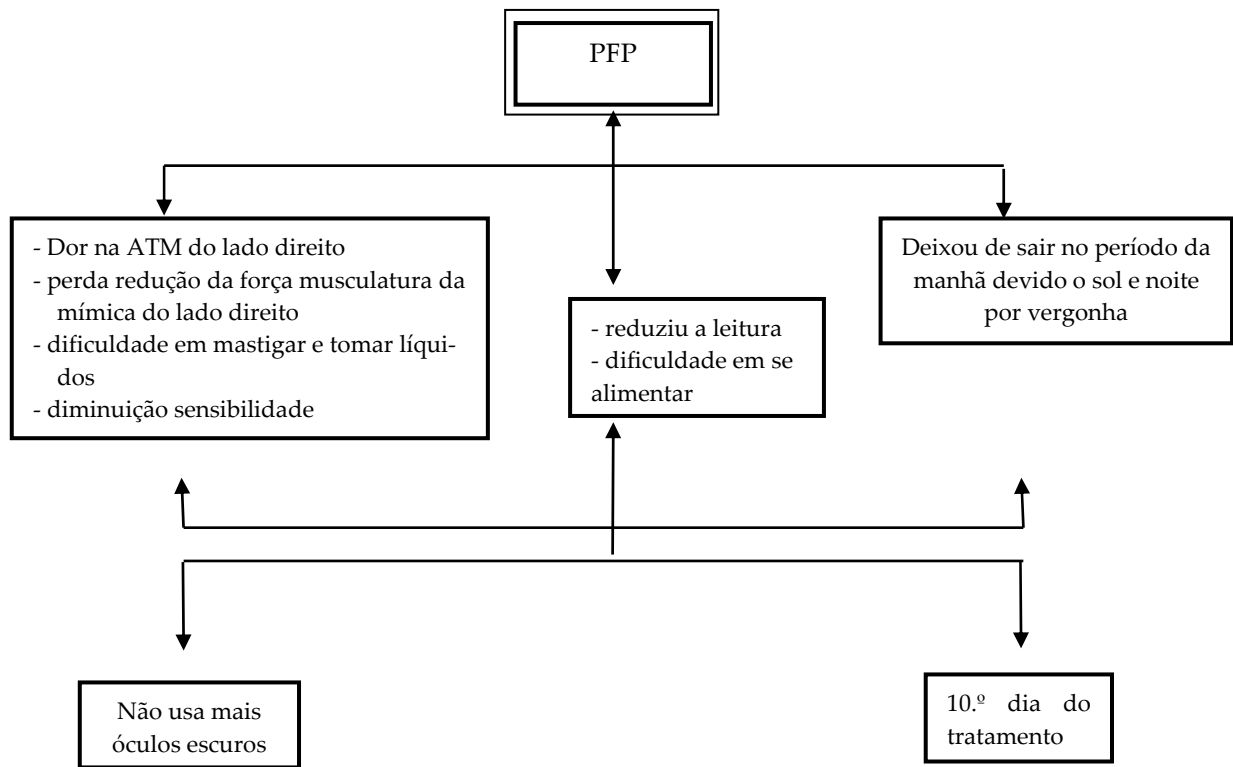 PFP
- Dor na ATM do lado direito
- perda redução da força musculatura da
mímica do lado direito
- dificuldade em mastigar e tomar líqui-
dos
- diminuição sensibilidade
- reduziu a leitura
- dificuldade em se
alimentar
Deixou de sair no período da
manhã devido o sol e noite
por vergonha
Não usa mais
óculos escuros
10.º dia do
tratamento